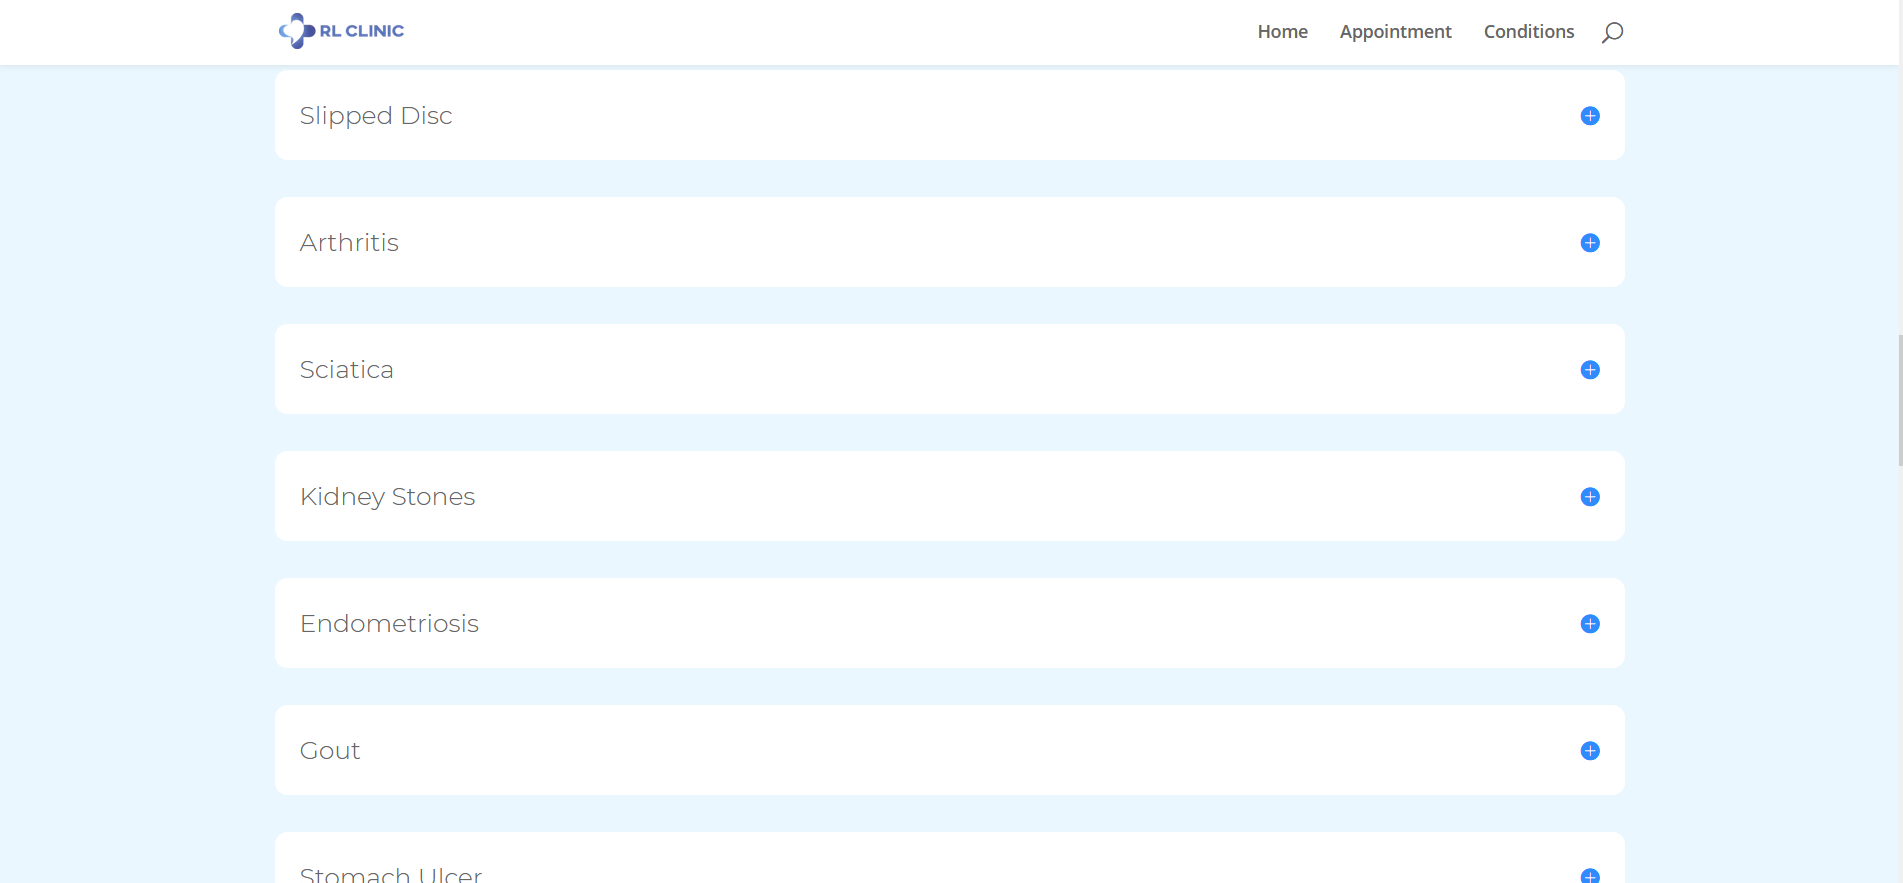 RL CLINIC
Home Appointment Conditions
Slipped Disc
Arthritis
Sciatica
Kidney Stones
Endometriosis
Gout
Stomach Ulcer